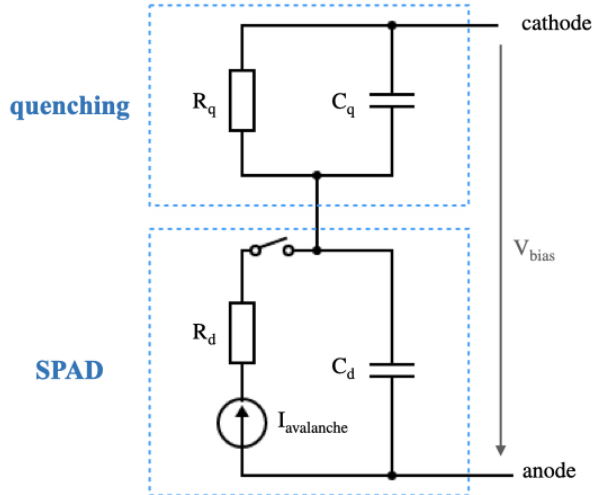 cathode
quenching
Rq
Cq
Vbias
Rd
Cd
SPAD
Iavalanche
anode